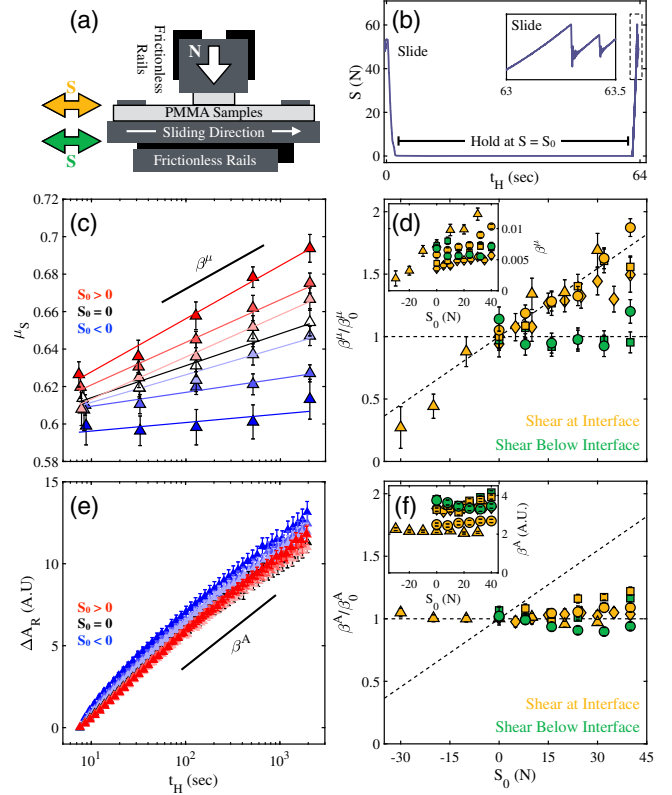 (a)
Frictionless
Rails
N
S
PMMA Samples
Sliding Direction
S
Frictionless Rails
(b)
S (N)
60
40
20
0
Slide
Slide
63
63.5
Hold at S = S₀
0
64
t_H (sec)
(c)
μ_S
0.7
0.68
0.66
0.64
0.62
0.6
0.58
β^μ
S₀ > 0
S₀ = 0
S₀ < 0
(d)
β^μ/β₀^μ
2
1.5
1
0.5
0
0.01
0.005
0
β^μ
-30
0
20
40
S₀ (N)
Shear at Interface
Shear Below Interface
(e)
ΔA_R (A.U)
15
10
5
0
S₀ > 0
S₀ = 0
S₀ < 0
β^A
10¹
10²
10³
t_H (sec)
(f)
β^A/β₀^A
2
1.5
1
0.5
0
4
2
0
β^A (A.U.)
-30
0
20
40
S₀ (N)
Shear at Interface
Shear Below Interface
-30
-15
0
15
30
45
S₀ (N)